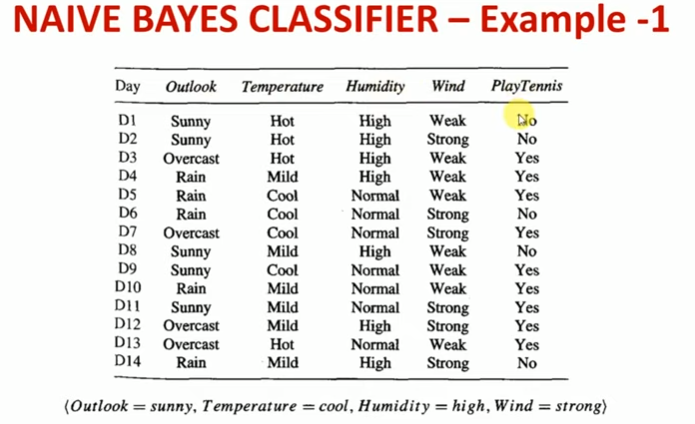 NAIVE BAYES CLASSIFIER – Example -1
Day Outlook Temperature Humidity Wind PlayTennis
D1 Sunny Hot High Weak No
D2 Sunny Hot High Strong No
D3 Overcast Hot High Weak Yes
D4 Rain Mild High Weak Yes
D5 Rain Cool Normal Weak Yes
D6 Rain Cool Normal Strong No
D7 Overcast Cool Normal Strong Yes
D8 Sunny Mild High Weak No
D9 Sunny Cool Normal Weak Yes
D10 Rain Mild Normal Weak Yes
D11 Sunny Mild Normal Strong Yes
D12 Overcast Mild High Strong Yes
D13 Overcast Hot Normal Weak Yes
D14 Rain Mild High Strong No
⟨Outlook = sunny, Temperature = cool, Humidity = high, Wind = strong⟩